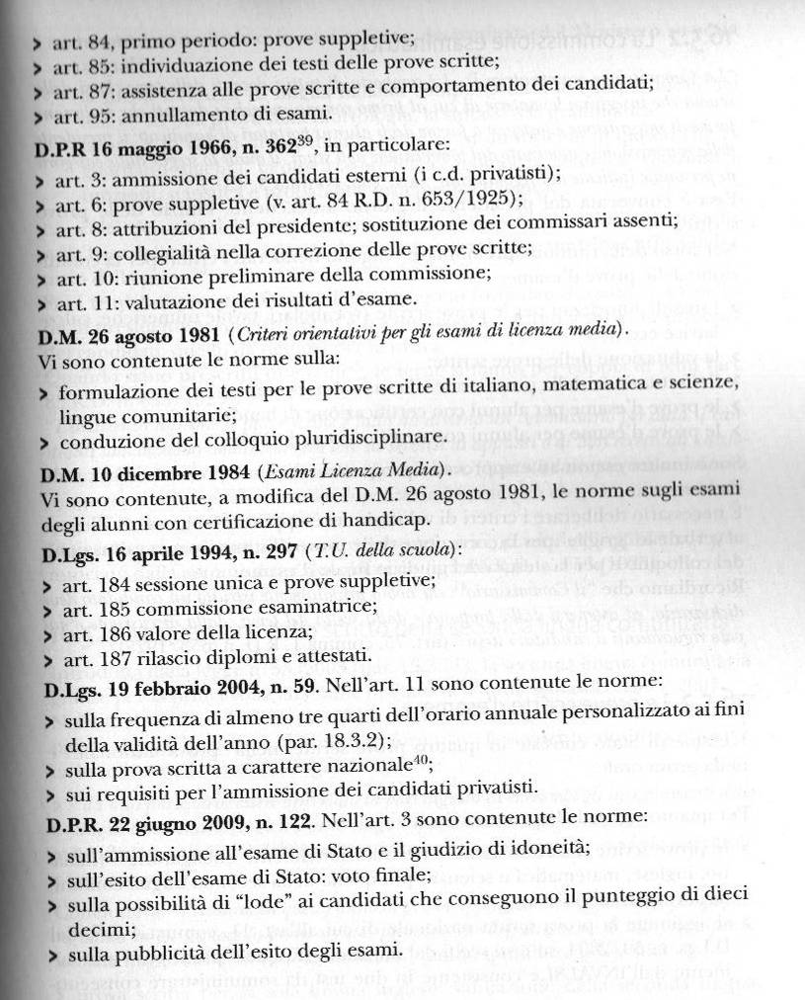 > art. 84, primo periodo: prove suppletive;
> art. 85: individuazione dei testi delle prove scritte;
> art. 87: assistenza alle prove scritte e comportamento dei candidati;
> art. 95: annullamento di esami.
D.P.R 16 maggio 1966, n. 362³⁹, in particolare:
> art. 3: ammissione dei candidati esterni (i c.d. privatisti);
> art. 6: prove suppletive (v. art. 84 R.D. n. 653/1925);
> art. 8: attribuzioni del presidente; sostituzione dei commissari assenti;
> art. 9: collegialità nella correzione delle prove scritte;
> art. 10: riunione preliminare della commissione;
> art. 11: valutazione dei risultati d'esame.
D.M. 26 agosto 1981 (Criteri orientativi per gli esami di licenza media).
Vi sono contenute le norme sulla:
> formulazione dei testi per le prove scritte di italiano, matematica e scienze,
lingue comunitarie;
> conduzione del colloquio pluridisciplinare.
D.M. 10 dicembre 1984 (Esami Licenza Media).
Vi sono contenute, a modifica del D.M. 26 agosto 1981, le norme sugli esami
degli alunni con certificazione di handicap.
D.Lgs. 16 aprile 1994, n. 297 (T.U. della scuola):
> art. 184 sessione unica e prove suppletive;
> art. 185 commissione esaminatrice;
> art. 186 valore della licenza;
> art. 187 rilascio diplomi e attestati.
D.Lgs. 19 febbraio 2004, n. 59. Nell'art. 11 sono contenute le norme:
> sulla frequenza di almeno tre quarti dell'orario annuale personalizzato ai fini
della validità dell'anno (par. 18.3.2);
> sulla prova scritta a carattere nazionale⁴⁰;
> sui requisiti per l'ammissione dei candidati privatisti.
D.P.R. 22 giugno 2009, n. 122. Nell'art. 3 sono contenute le norme:
> sull'ammissione all'esame di Stato e il giudizio di idoneità;
> sull'esito dell'esame di Stato: voto finale;
> sulla possibilità di "lode" ai candidati che conseguono il punteggio di dieci
decimi;
> sulla pubblicità dell'esito degli esami.